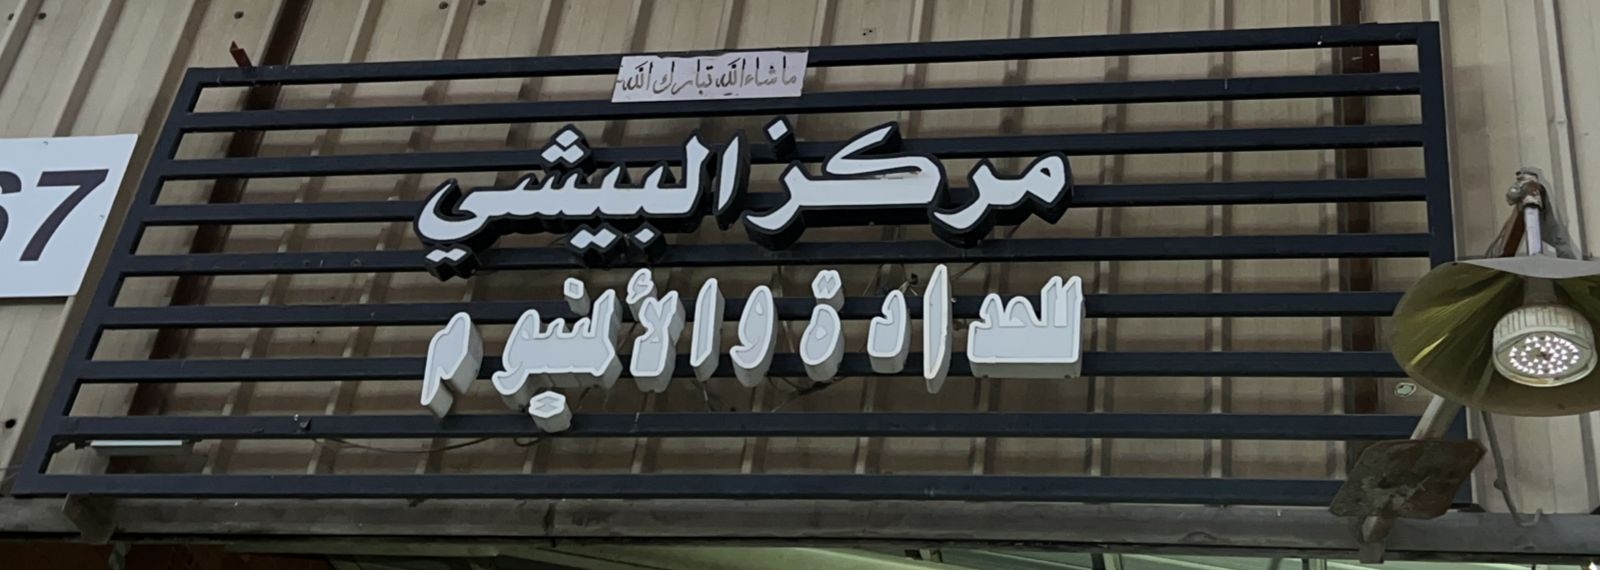 ما شاء الله تبارك الله
مركز البيشي
للحدادة والألمنيوم
67